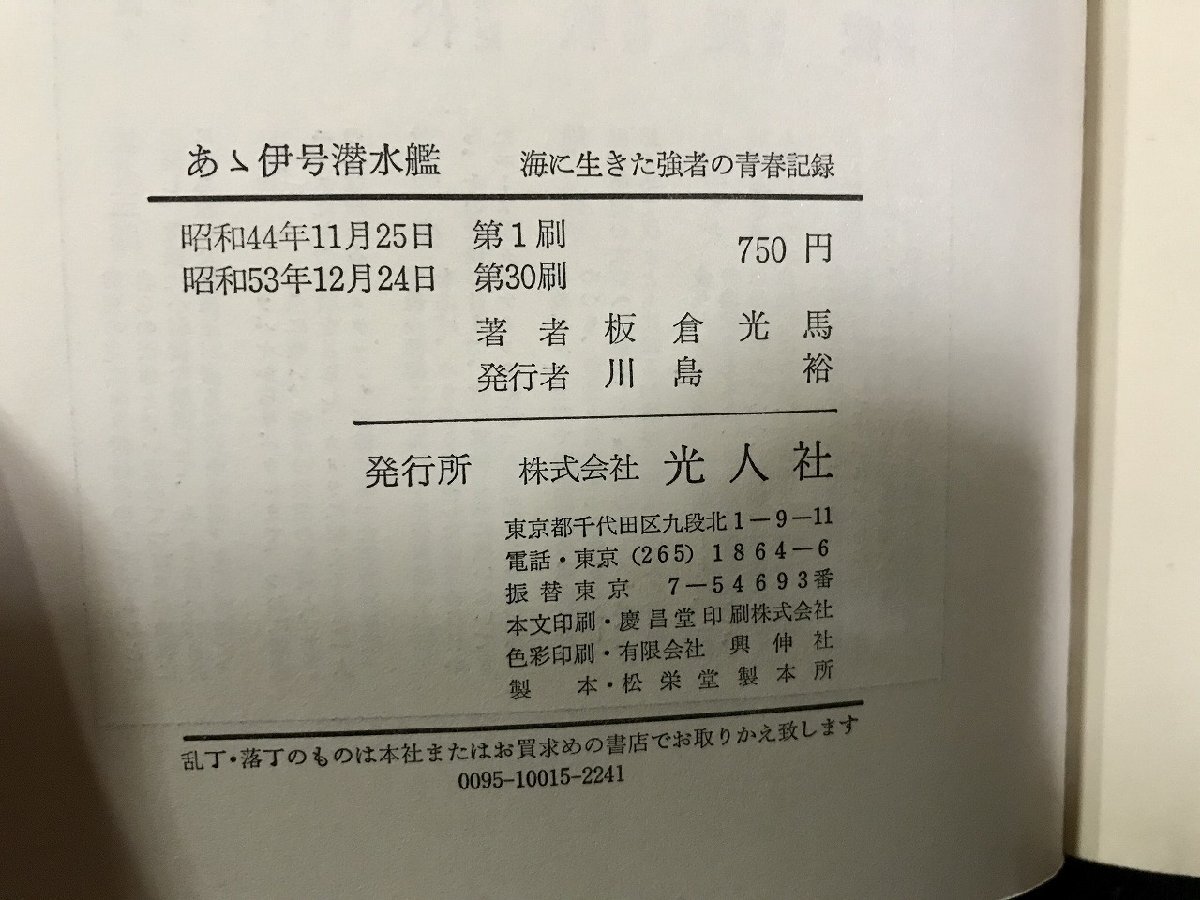 あゝ伊号潜水艦　海に生きた強者の青春記録
昭和44年11月25日　第1刷　750円
昭和53年12月24日　第30刷
著者　板倉光馬
発行者　川島　裕
発行所　株式会社 光人社
東京都千代田区九段北1－9－11
電話・東京 (265) 1864－6
振替東京　7－54693番
本文印刷・慶昌堂印刷株式会社
色彩印刷・有限会社　興伸社
製本・松栄堂製本所
乱丁・落丁のものは本社またはお買求めの書店でお取りかえ致します
0095-10015-2241